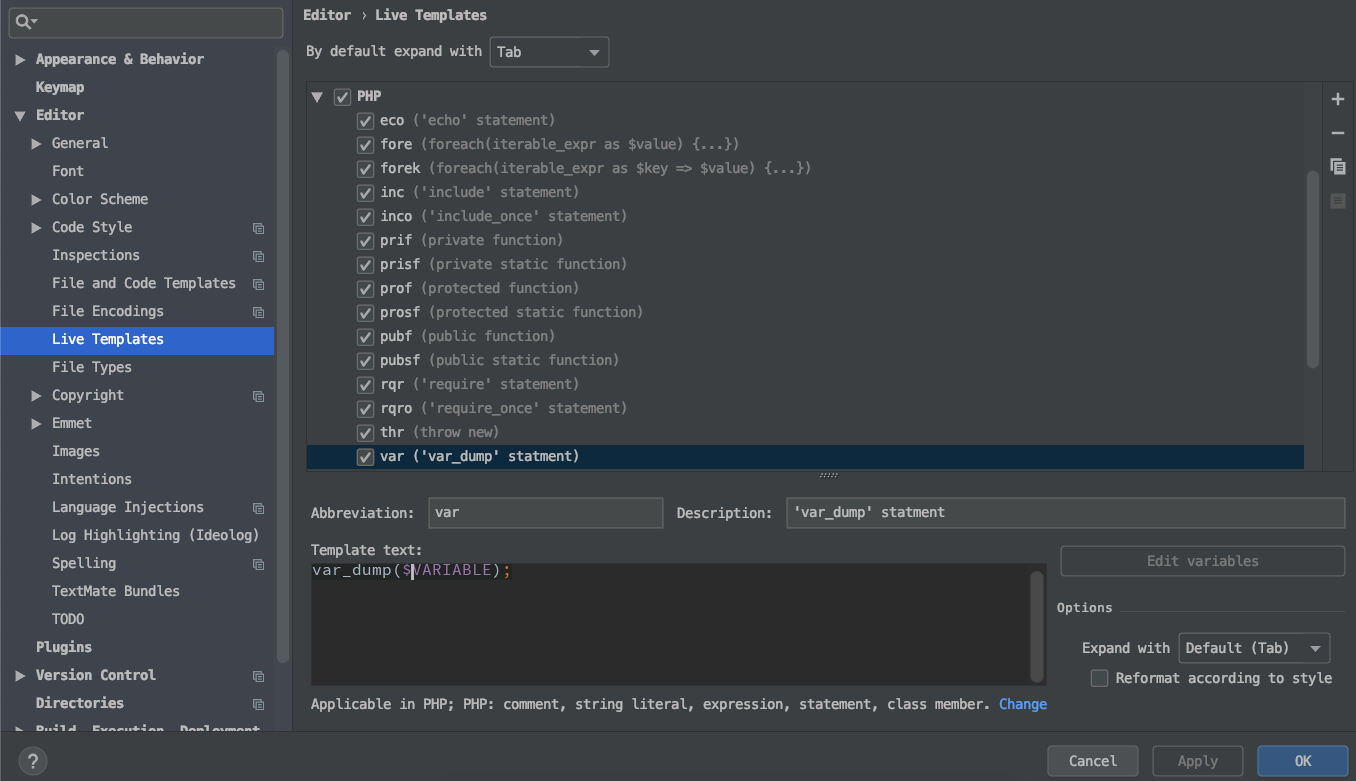 Editor › Live Templates
By default expand with Tab
Appearance & Behavior
Keymap
Editor
General
Font
Color Scheme
Code Style
Inspections
File and Code Templates
File Encodings
Live Templates
File Types
Copyright
Emmet
Images
Intentions
Language Injections
Log Highlighting (Ideolog)
Spelling
TextMate Bundles
TODO
Plugins
Version Control
Directories
Build, Execution, Deployment
PHP
eco ('echo' statement)
fore (foreach(iterable_expr as $value) {...})
forek (foreach(iterable_expr as $key => $value) {...})
inc ('include' statement)
inco ('include_once' statement)
prif (private function)
prisf (private static function)
prof (protected function)
prosf (protected static function)
pubf (public function)
pubsf (public static function)
rqr ('require' statement)
rqro ('require_once' statement)
thr (throw new)
var ('var_dump' statment)
Abbreviation: var Description: 'var_dump' statment
Template text:
var_dump($VARIABLE);
Edit variables
Options
Expand with Default (Tab)
Reformat according to style
Applicable in PHP; PHP: comment, string literal, expression, statement, class member. Change
? Cancel Apply OK